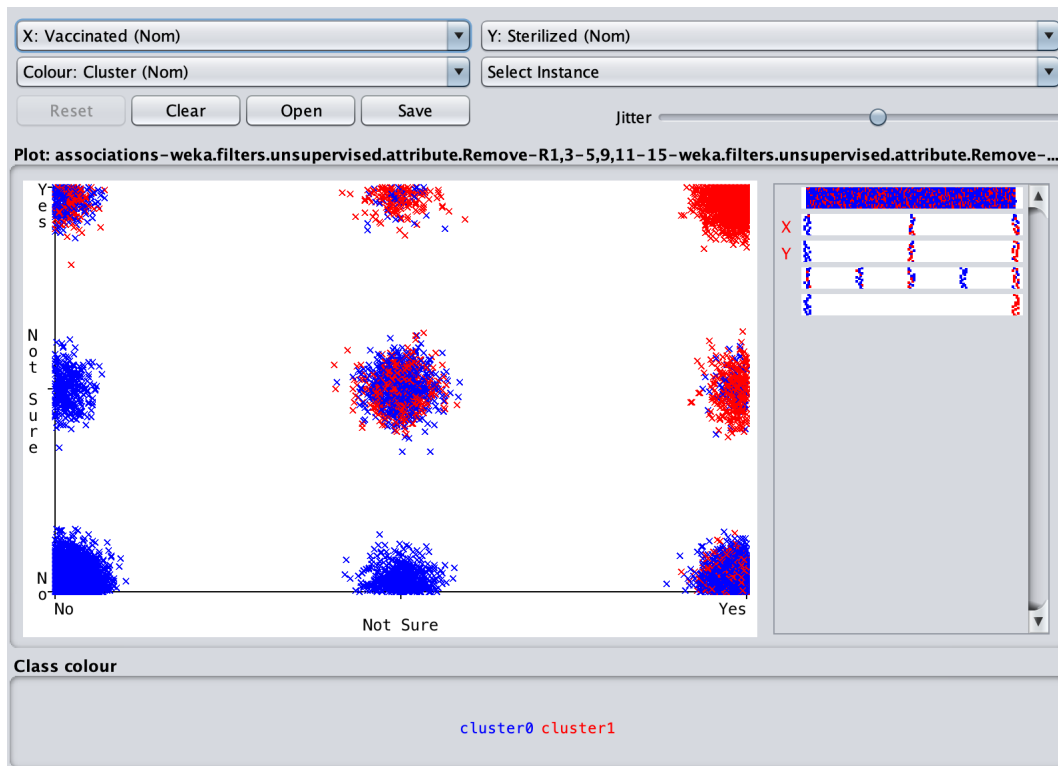 X: Vaccinated (Nom)
Y: Sterilized (Nom)
Colour: Cluster (Nom)
Select Instance
Reset
Clear
Open
Save
Jitter
Plot: associations-weka.filters.unsupervised.attribute.Remove-R1,3-5,9,11-15-weka.filters.unsupervised.attribute.Remove-...
Yes
Not Sure
No
No
Not Sure
Yes
X
Y
Class colour
cluster0 cluster1